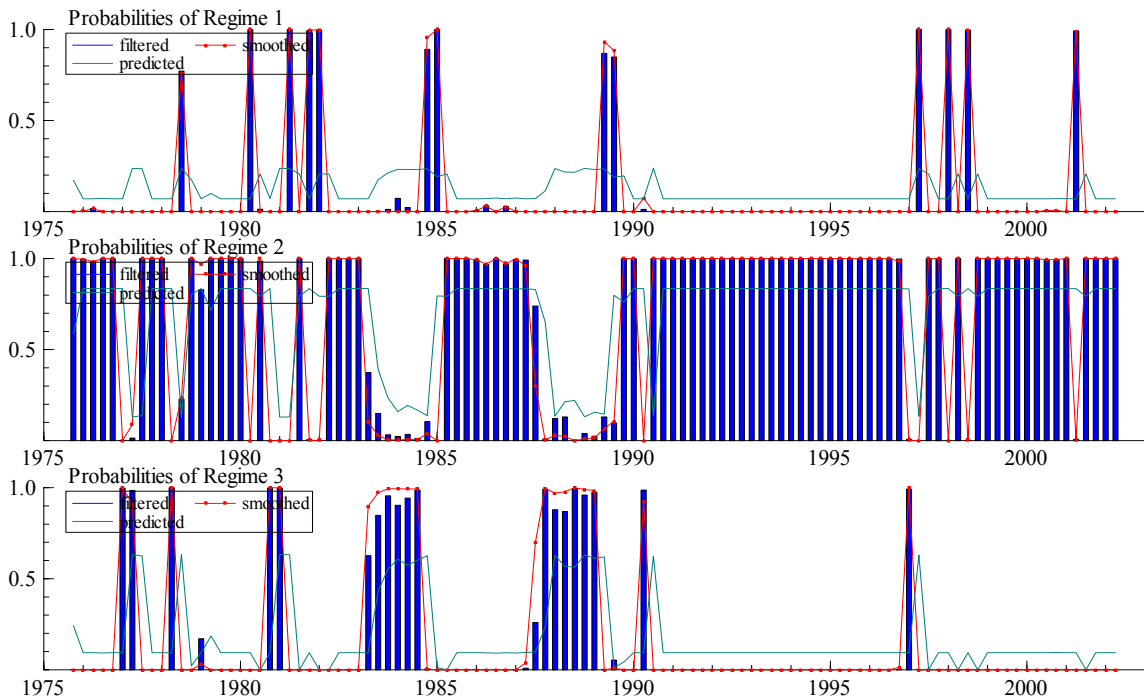 Probabilities of Regime 1
1.0
filtered smoothed
predicted
0.5
1975 1980 1985 1990 1995 2000
Probabilities of Regime 2
1.0
filtered smoothed
predicted
0.5
1975 1980 1985 1990 1995 2000
Probabilities of Regime 3
1.0
filtered smoothed
predicted
0.5
1975 1980 1985 1990 1995 2000